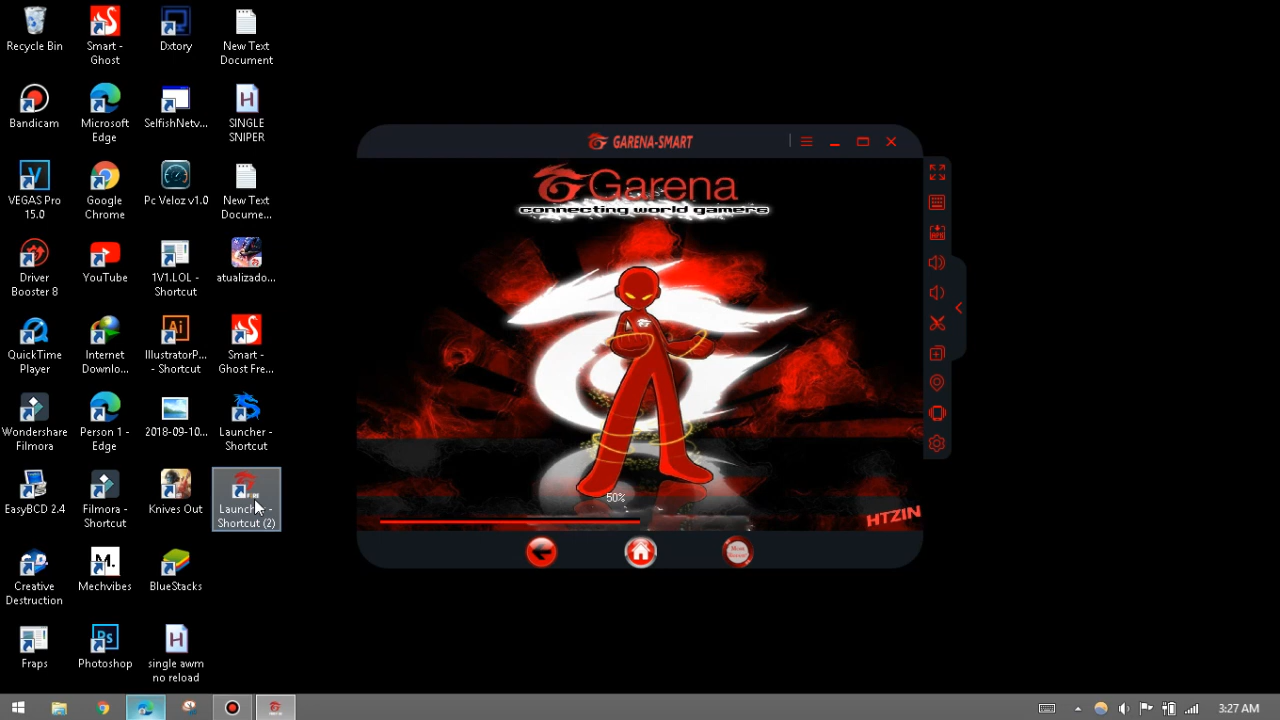 Recycle Bin
Smart -
Ghost
Dxtory
New Text
Document
Bandicam
Microsoft
Edge
SelfishNetv...
SINGLE
SNIPER
VEGAS Pro
15.0
Google
Chrome
Pc Veloz v1.0
New Text
Docume...
Driver
Booster 8
YouTube
1V1.LOL -
Shortcut
atualizado...
QuickTime
Player
Internet
Downlo...
IllustratorP...
- Shortcut
Smart -
Ghost Fre...
Wondershare
Filmora
Person 1 -
Edge
2018-09-10...
Launcher -
Shortcut
EasyBCD 2.4
Filmora -
Shortcut
Knives Out
Shortcut (2)
Creative
Destruction
M.
Mechvibes
BlueStacks
Fraps
Ps
Photoshop
single awm
no reload
GARENA-SMART
Garena
connecting world gamers
50%
HTZIN
3:27 AM